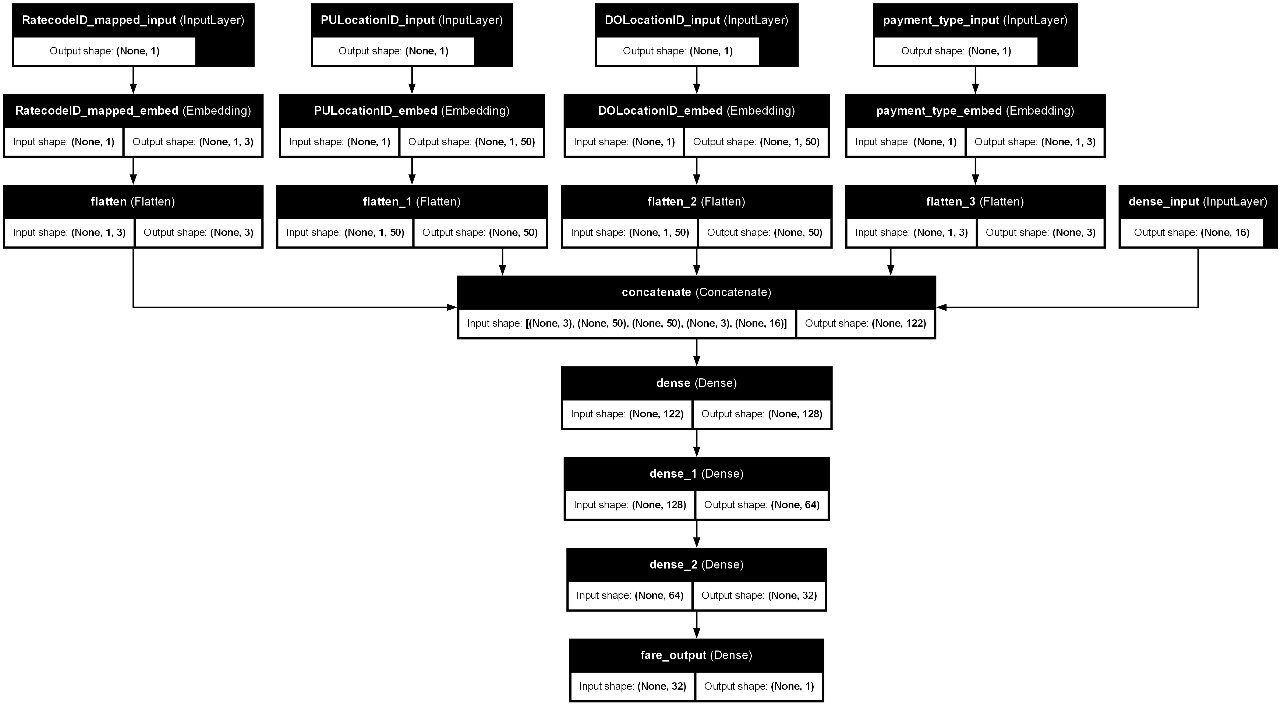 RatecodeID_mapped_input (InputLayer)
Output shape: (None, 1)
PULocationID_input (InputLayer)
Output shape: (None, 1)
DOLocationID_input (InputLayer)
Output shape: (None, 1)
payment_type_input (InputLayer)
Output shape: (None, 1)
RatecodeID_mapped_embed (Embedding)
Input shape: (None, 1) Output shape: (None, 1, 3)
PULocationID_embed (Embedding)
Input shape: (None, 1) Output shape: (None, 1, 50)
DOLocationID_embed (Embedding)
Input shape: (None, 1) Output shape: (None, 1, 50)
payment_type_embed (Embedding)
Input shape: (None, 1) Output shape: (None, 1, 3)
flatten (Flatten)
Input shape: (None, 1, 3) Output shape: (None, 3)
flatten_1 (Flatten)
Input shape: (None, 1, 50) Output shape: (None, 50)
flatten_2 (Flatten)
Input shape: (None, 1, 50) Output shape: (None, 50)
flatten_3 (Flatten)
Input shape: (None, 1, 3) Output shape: (None, 3)
dense_input (InputLayer)
Output shape: (None, 16)
concatenate (Concatenate)
Input shape: [(None, 3), (None, 50), (None, 50), (None, 3), (None, 16)] Output shape: (None, 122)
dense (Dense)
Input shape: (None, 122) Output shape: (None, 128)
dense_1 (Dense)
Input shape: (None, 128) Output shape: (None, 64)
dense_2 (Dense)
Input shape: (None, 64) Output shape: (None, 32)
fare_output (Dense)
Input shape: (None, 32) Output shape: (None, 1)